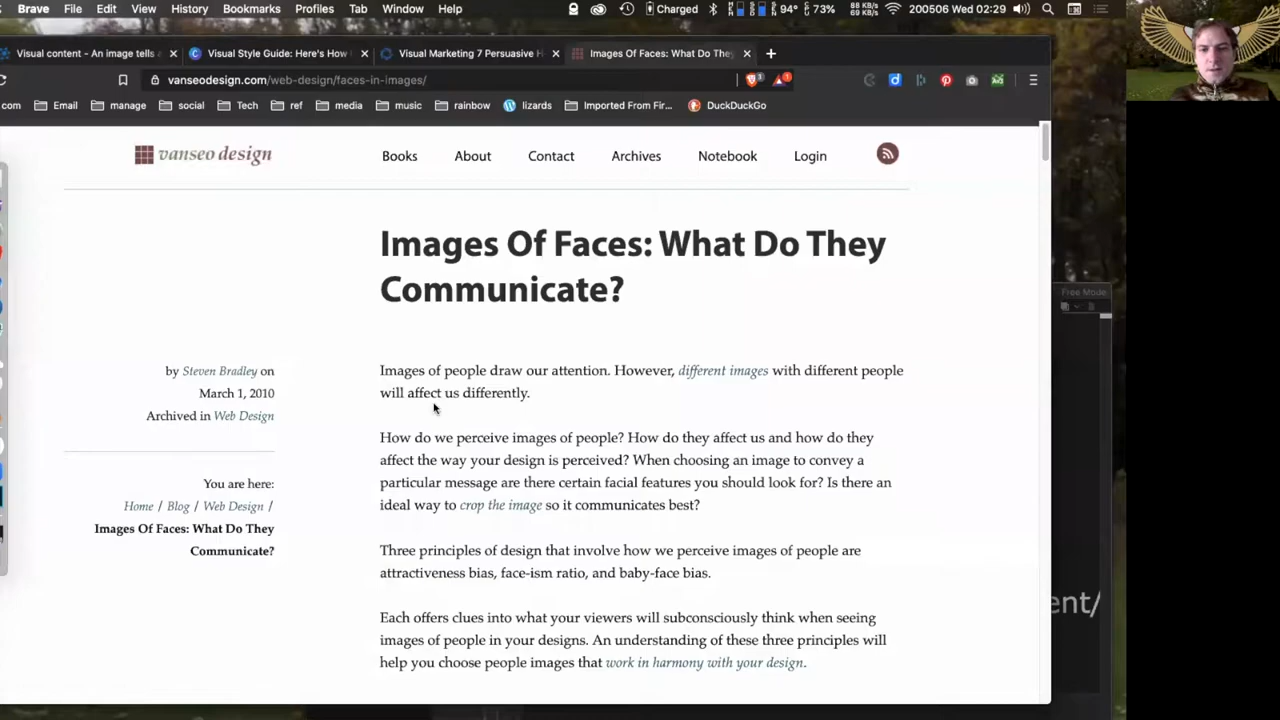 Brave File Edit View History Bookmarks Profiles Tab Window Help Charged 88 KB 69 KB 94° 73% 200506 Wed 02:29
Visual content - An image tells a Visual Style Guide: Here's How Visual Marketing 7 Persuasive H Images Of Faces: What Do They
vanseodesign.com/web-design/faces-in-images/
com Email manage social Tech ref media music rainbow lizards Imported From Fir... DuckDuckGo
vanseo design Books About Contact Archives Notebook Login
Images Of Faces: What Do They
Communicate?
by Steven Bradley on
March 1, 2010
Archived in Web Design
You are here:
Home / Blog / Web Design /
Images Of Faces: What Do They
Communicate?
Images of people draw our attention. However, different images with different people
will affect us differently.
How do we perceive images of people? How do they affect us and how do they
affect the way your design is perceived? When choosing an image to convey a
particular message are there certain facial features you should look for? Is there an
ideal way to crop the image so it communicates best?
Three principles of design that involve how we perceive images of people are
attractiveness bias, face-ism ratio, and baby-face bias.
Each offers clues into what your viewers will subconsciously think when seeing
images of people in your designs. An understanding of these three principles will
help you choose people images that work in harmony with your design.
Free Mode
ent/